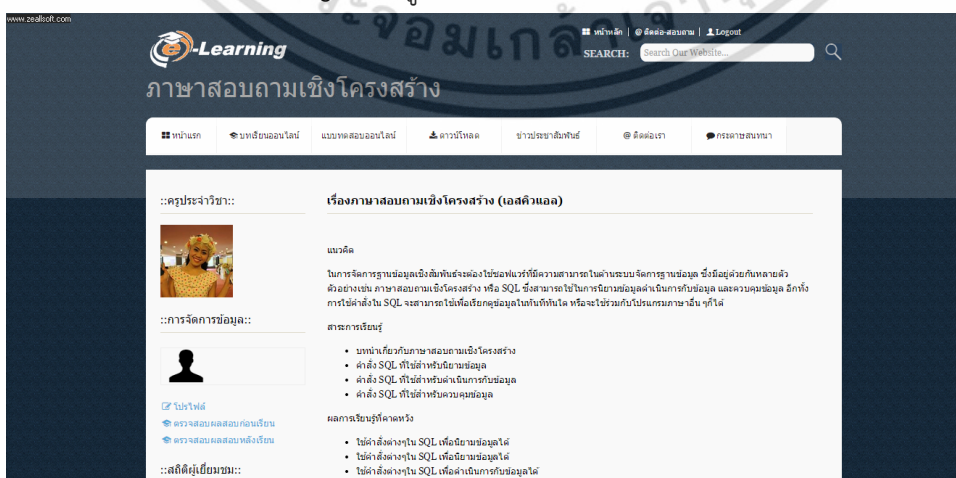 www.zeallsoft.com
หน้าหลัก | @ ติดต่อ-สอบถาม | Logout
e-Learning
SEARCH: Search Our Website...
ภาษาสอบถามเชิงโครงสร้าง
หน้าแรก บทเรียนออนไลน์ แบบทดสอบออนไลน์ ดาวน์โหลด ข่าวประชาสัมพันธ์ @ ติดต่อเรา กระดาษสนทนา
::ครูประจำวิชา::
::การจัดการข้อมูล::
โปรไฟล์
ตรวจสอบผลสอบก่อนเรียน
ตรวจสอบผลสอบหลังเรียน
::สถิติผู้เยี่ยมชม::
เรื่องภาษาสอบถามเชิงโครงสร้าง (เอสคิวแอล)
แนวคิด
ในการจัดการฐานข้อมูลเชิงสัมพันธ์จะต้องใช้ซอฟแวร์ที่มีความสามารถในด้านระบบจัดการฐานข้อมูล ซึ่งมีอยู่ด้วยกันหลายตัว
ตัวอย่างเช่น ภาษาสอบถามเชิงโครงสร้าง หรือ SQL ซึ่งสามารถใช้ในการนิยามข้อมูลดำเนินการกับข้อมูล และควบคุมข้อมูล อีกทั้ง
การใช้คำสั่งใน SQL จะสามารถใช้เพื่อเรียกดูข้อมูลในทันทีทันใด หรือจะใช้ร่วมกับโปรแกรมภาษาอื่น ๆก็ได้
สาระการเรียนรู้
• บทนำเกี่ยวกับภาษาสอบถามเชิงโครงสร้าง
• คำสั่ง SQL ที่ใช้สำหรับนิยามข้อมูล
• คำสั่ง SQL ที่ใช้สำหรับดำเนินการกับข้อมูล
• คำสั่ง SQL ที่ใช้สำหรับควบคุมข้อมูล
ผลการเรียนรู้ที่คาดหวัง
• ใช้คำสั่งต่างๆใน SQL เพื่อนิยามข้อมูลได้
• ใช้คำสั่งต่างๆใน SQL เพื่อนิยามข้อมูลได้
• ใช้คำสั่งต่างๆใน SQL เพื่อดำเนินการกับข้อมูลได้